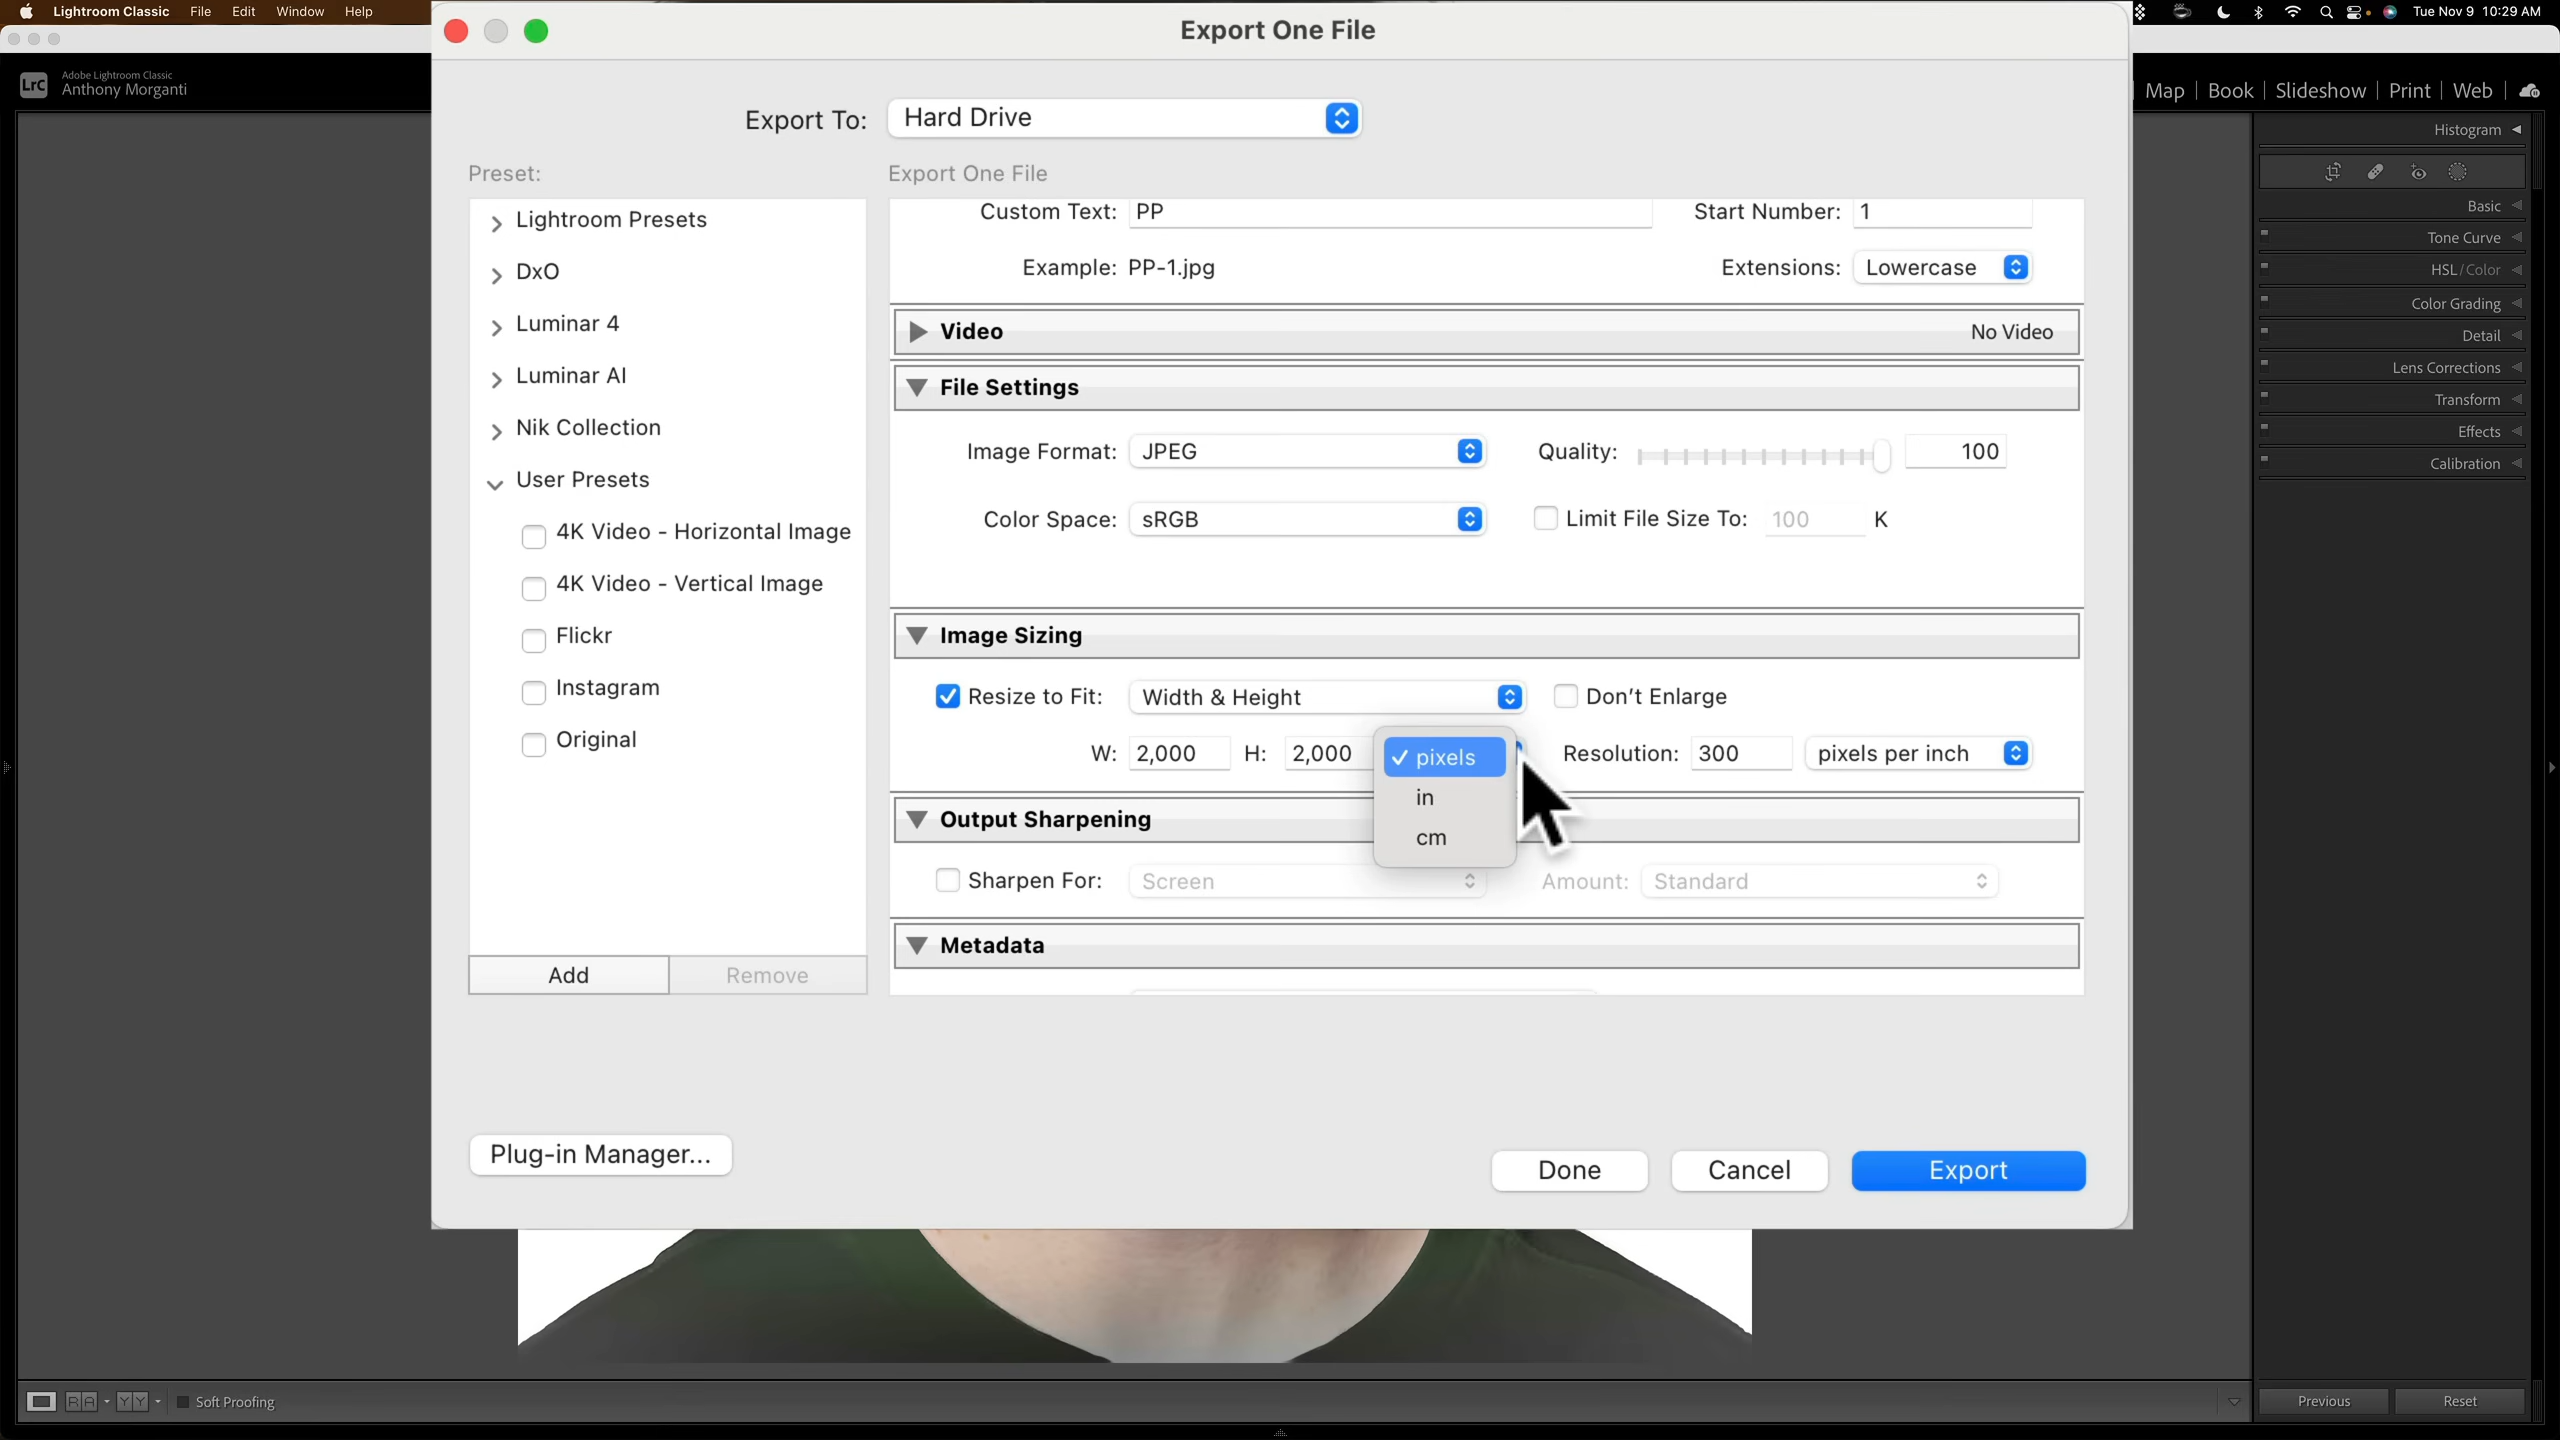 Lightroom Classic File Edit Window Help Tue Nov 9 10:29 AM
Export One File
LrC Adobe Lightroom Classic
Anthony Morganti
Map | Book | Slideshow | Print | Web
Export To: Hard Drive
Preset: Export One File
Lightroom Presets
DxO
Luminar 4
Luminar AI
Nik Collection
User Presets
4K Video - Horizontal Image
4K Video - Vertical Image
Flickr
Instagram
Original
Add Remove
Custom Text: PP Start Number: 1
Example: PP-1.jpg Extensions: Lowercase
Video No Video
File Settings
Image Format: JPEG Quality: 100
Color Space: sRGB Limit File Size To: 100 K
Image Sizing
Resize to Fit: Width & Height Don't Enlarge
W: 2,000 H: 2,000 pixels Resolution: 300 pixels per inch
in
cm
Output Sharpening
Sharpen For: Screen Amount: Standard
Metadata
Plug-in Manager...
Done Cancel Export
Histogram
Basic
Tone Curve
HSL / Color
Color Grading
Detail
Lens Corrections
Transform
Effects
Calibration
RA YY Soft Proofing
Previous Reset